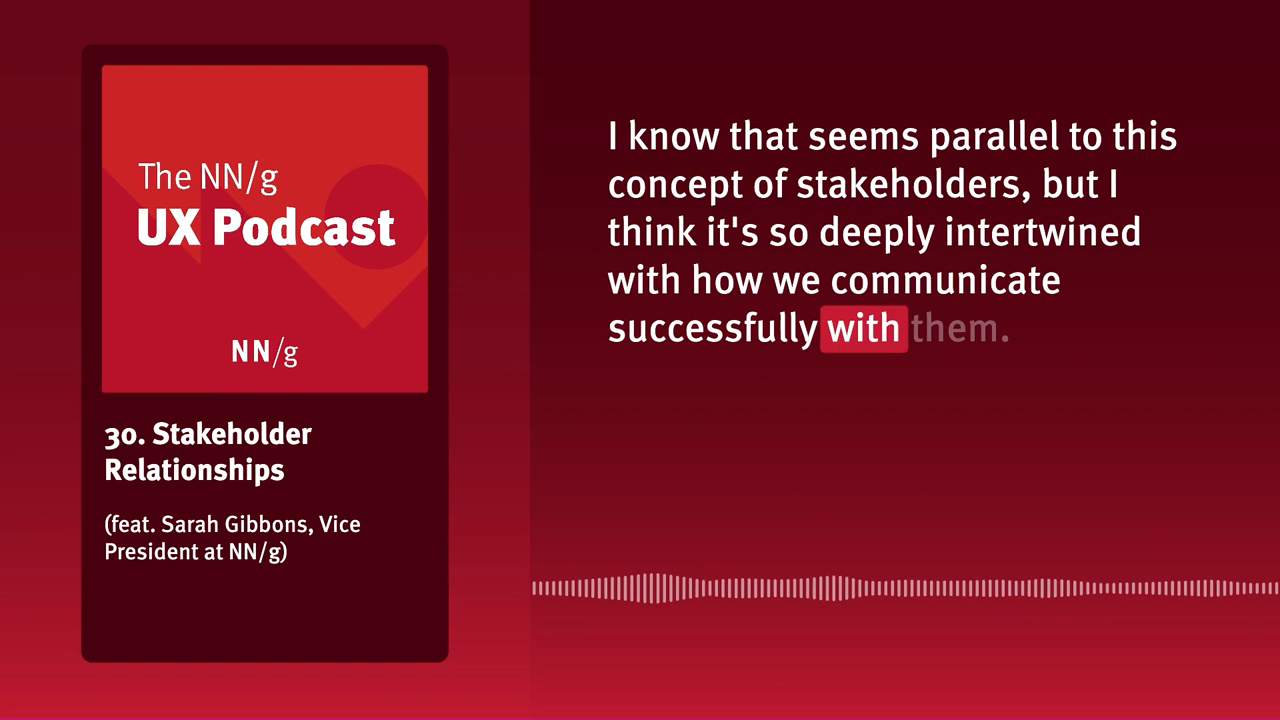 The NN/g
UX Podcast
NN/g
30. Stakeholder
Relationships
(feat. Sarah Gibbons, Vice
President at NN/g)
I know that seems parallel to this
concept of stakeholders, but I
think it's so deeply intertwined
with how we communicate
successfully with them.